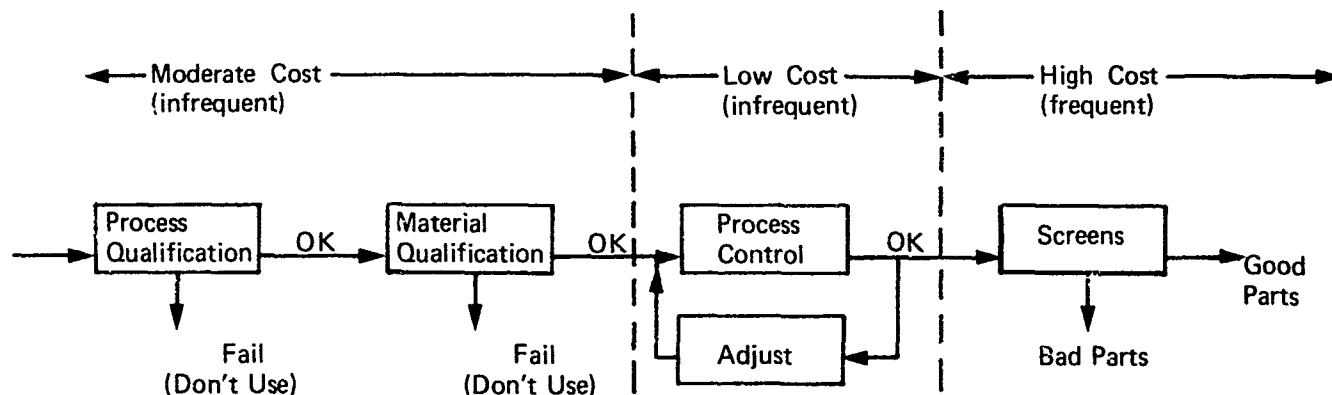 Moderate Cost
(infrequent)
Low Cost
(infrequent)
High Cost
(frequent)
Process
Qualification
OK
Material
Qualification
OK
Process
Control
OK
Screens
Good
Parts
Adjust
Fail
(Don't Use)
Fail
(Don't Use)
Bad Parts